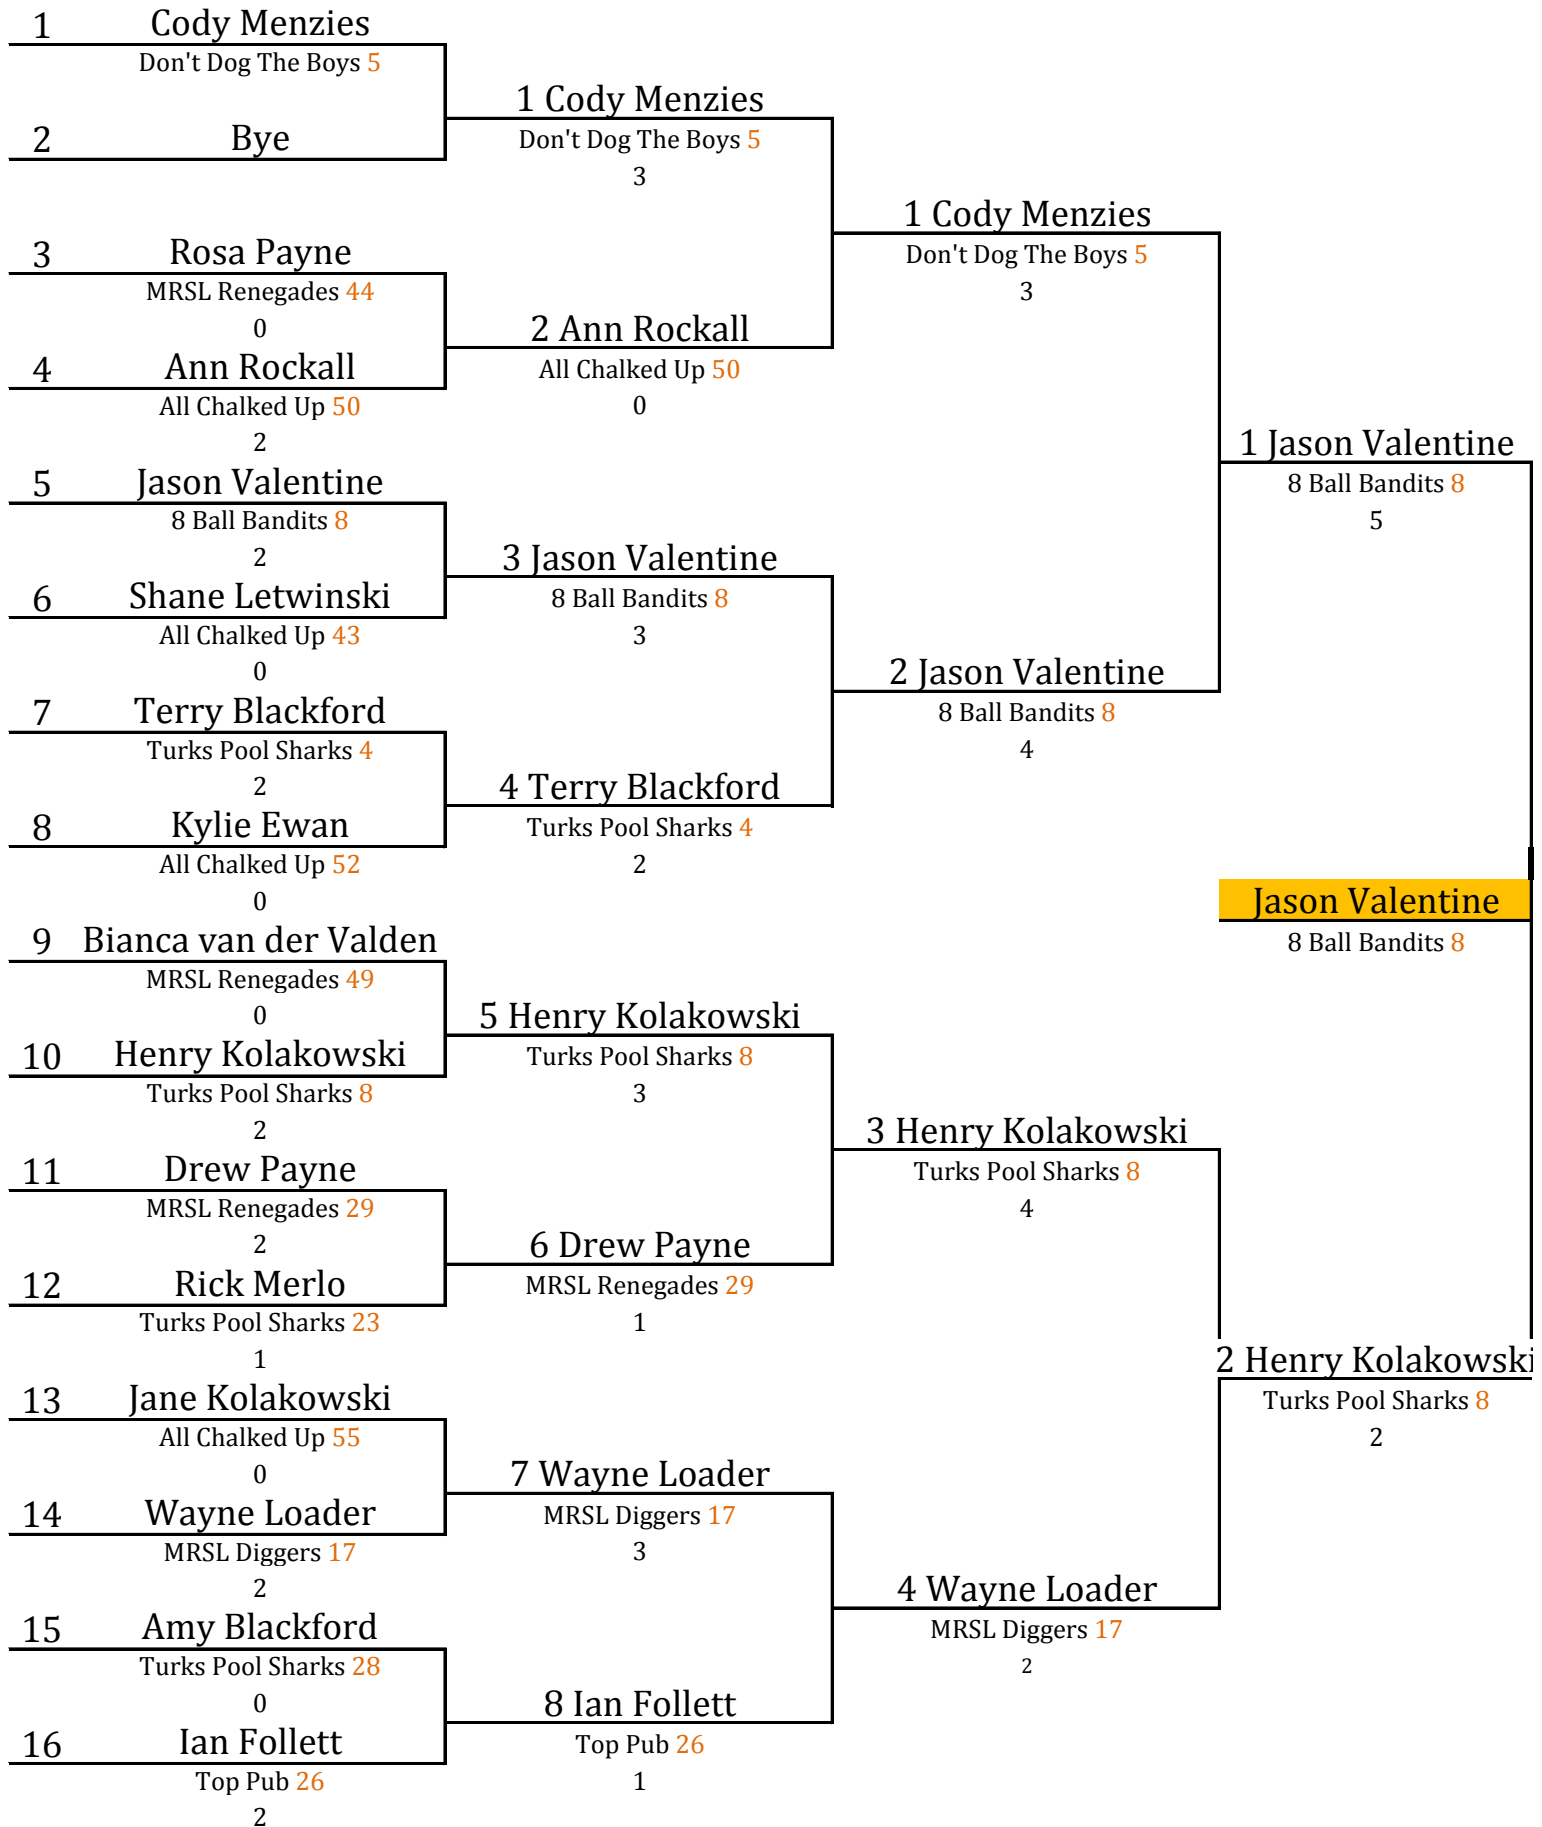 1 Cody Menzies
Don't Dog The Boys 5
2 Bye
3 Rosa Payne
MRSL Renegades 44
0
4 Ann Rockall
All Chalked Up 50
2
5 Jason Valentine
8 Ball Bandits 8
2
6 Shane Letwinski
All Chalked Up 43
0
7 Terry Blackford
Turks Pool Sharks 4
2
8 Kylie Ewan
All Chalked Up 52
0
9 Bianca van der Valden
MRSL Renegades 49
0
10 Henry Kolakowski
Turks Pool Sharks 8
2
11 Drew Payne
MRSL Renegades 29
2
12 Rick Merlo
Turks Pool Sharks 23
1
13 Jane Kolakowski
All Chalked Up 55
0
14 Wayne Loader
MRSL Diggers 17
2
15 Amy Blackford
Turks Pool Sharks 28
0
16 Ian Follett
Top Pub 26
2
1 Cody Menzies
Don't Dog The Boys 5
3
2 Ann Rockall
All Chalked Up 50
0
3 Jason Valentine
8 Ball Bandits 8
3
4 Terry Blackford
Turks Pool Sharks 4
2
5 Henry Kolakowski
Turks Pool Sharks 8
3
6 Drew Payne
MRSL Renegades 29
1
7 Wayne Loader
MRSL Diggers 17
3
8 Ian Follett
Top Pub 26
1
1 Cody Menzies
Don't Dog The Boys 5
3
2 Jason Valentine
8 Ball Bandits 8
4
3 Henry Kolakowski
Turks Pool Sharks 8
4
4 Wayne Loader
MRSL Diggers 17
2
1 Jason Valentine
8 Ball Bandits 8
5
Jason Valentine
8 Ball Bandits 8
2 Henry Kolakowski
Turks Pool Sharks 8
2